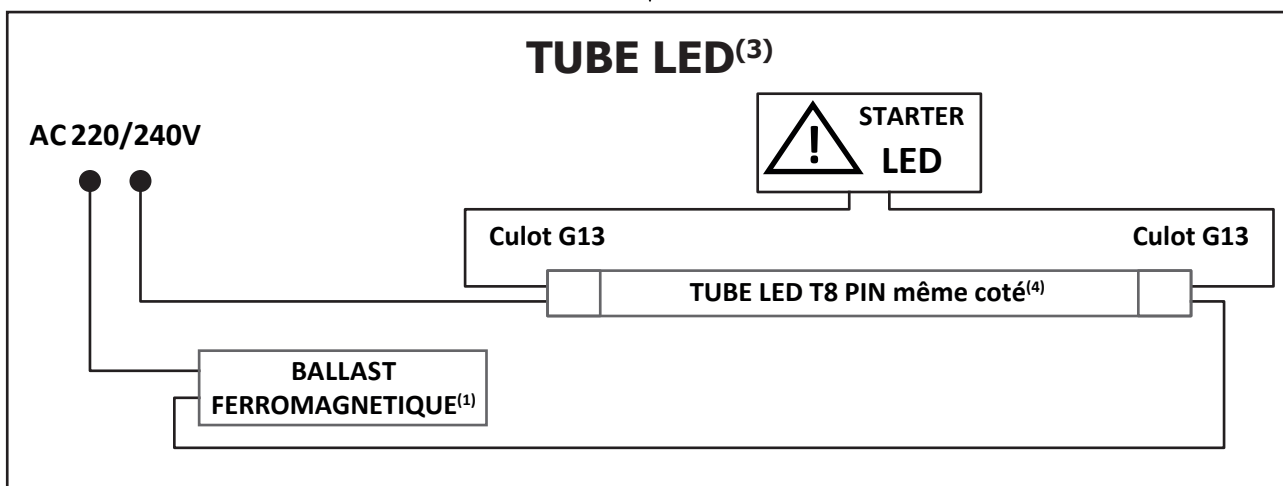 TUBE LED(3)
AC 220/240V
STARTER
LED
Culot G13
Culot G13
TUBE LED T8 PIN même coté(4)
BALLAST
FERROMAGNETIQUE(1)